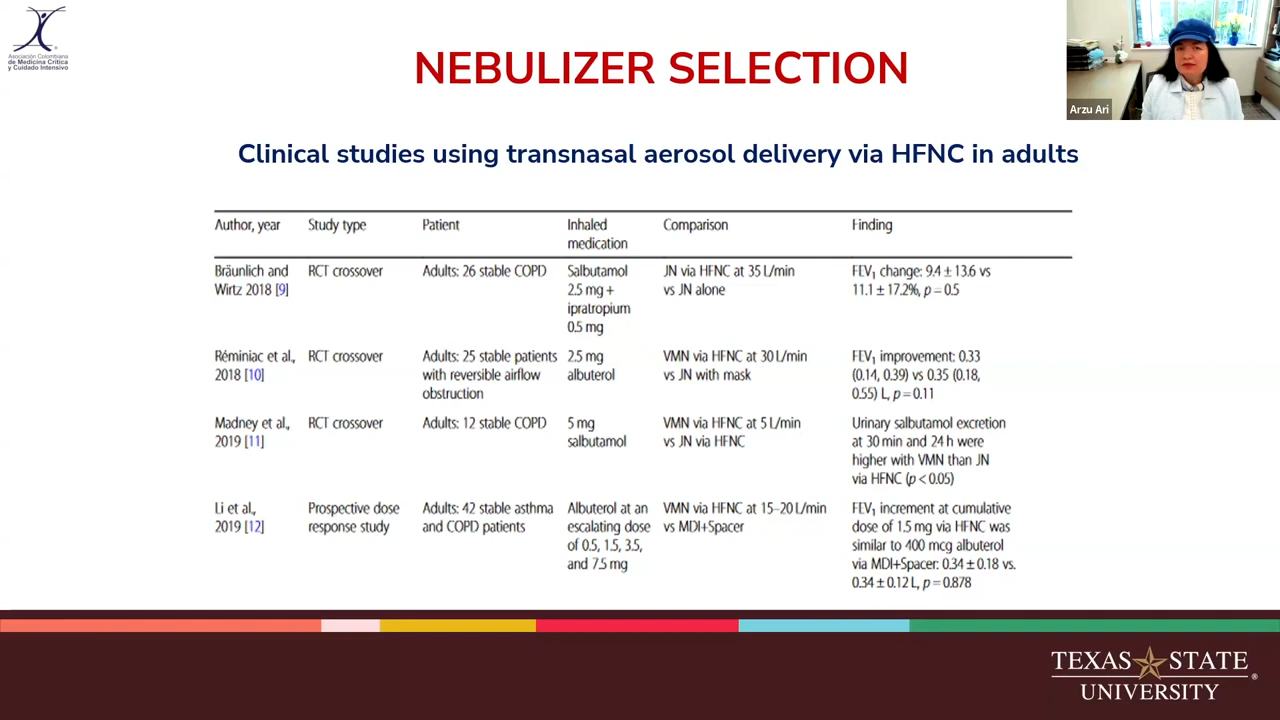 Asociación Colombiana
de Medicina Crítica
y Cuidado Intensivo
NEBULIZER SELECTION
Arzu Ari
Clinical studies using transnasal aerosol delivery via HFNC in adults
Author, year Study type Patient Inhaled medication Comparison Finding
Bräunlich and Wirtz 2018 [9] RCT crossover Adults: 26 stable COPD Salbutamol 2.5 mg + ipratropium 0.5 mg JN via HFNC at 35 L/min vs JN alone FEV₁ change: 9.4 ± 13.6 vs 11.1 ± 17.2%, p = 0.5
Réminiac et al., 2018 [10] RCT crossover Adults: 25 stable patients with reversible airflow obstruction 2.5 mg albuterol VMN via HFNC at 30 L/min vs JN with mask FEV₁ improvement: 0.33 (0.14, 0.39) vs 0.35 (0.18, 0.55) L, p = 0.11
Madney et al., 2019 [11] RCT crossover Adults: 12 stable COPD 5 mg salbutamol VMN via HFNC at 5 L/min vs JN via HFNC Urinary salbutamol excretion at 30 min and 24 h were higher with VMN than JN via HFNC (p < 0.05)
Li et al., 2019 [12] Prospective dose response study Adults: 42 stable asthma and COPD patients Albuterol at an escalating dose of 0.5, 1.5, 3.5, and 7.5 mg VMN via HFNC at 15–20 L/min vs MDI+Spacer FEV₁ increment at cumulative dose of 1.5 mg via HFNC was similar to 400 mcg albuterol via MDI+Spacer: 0.34 ± 0.18 vs. 0.34 ± 0.12 L, p = 0.878
TEXAS STATE
UNIVERSITY